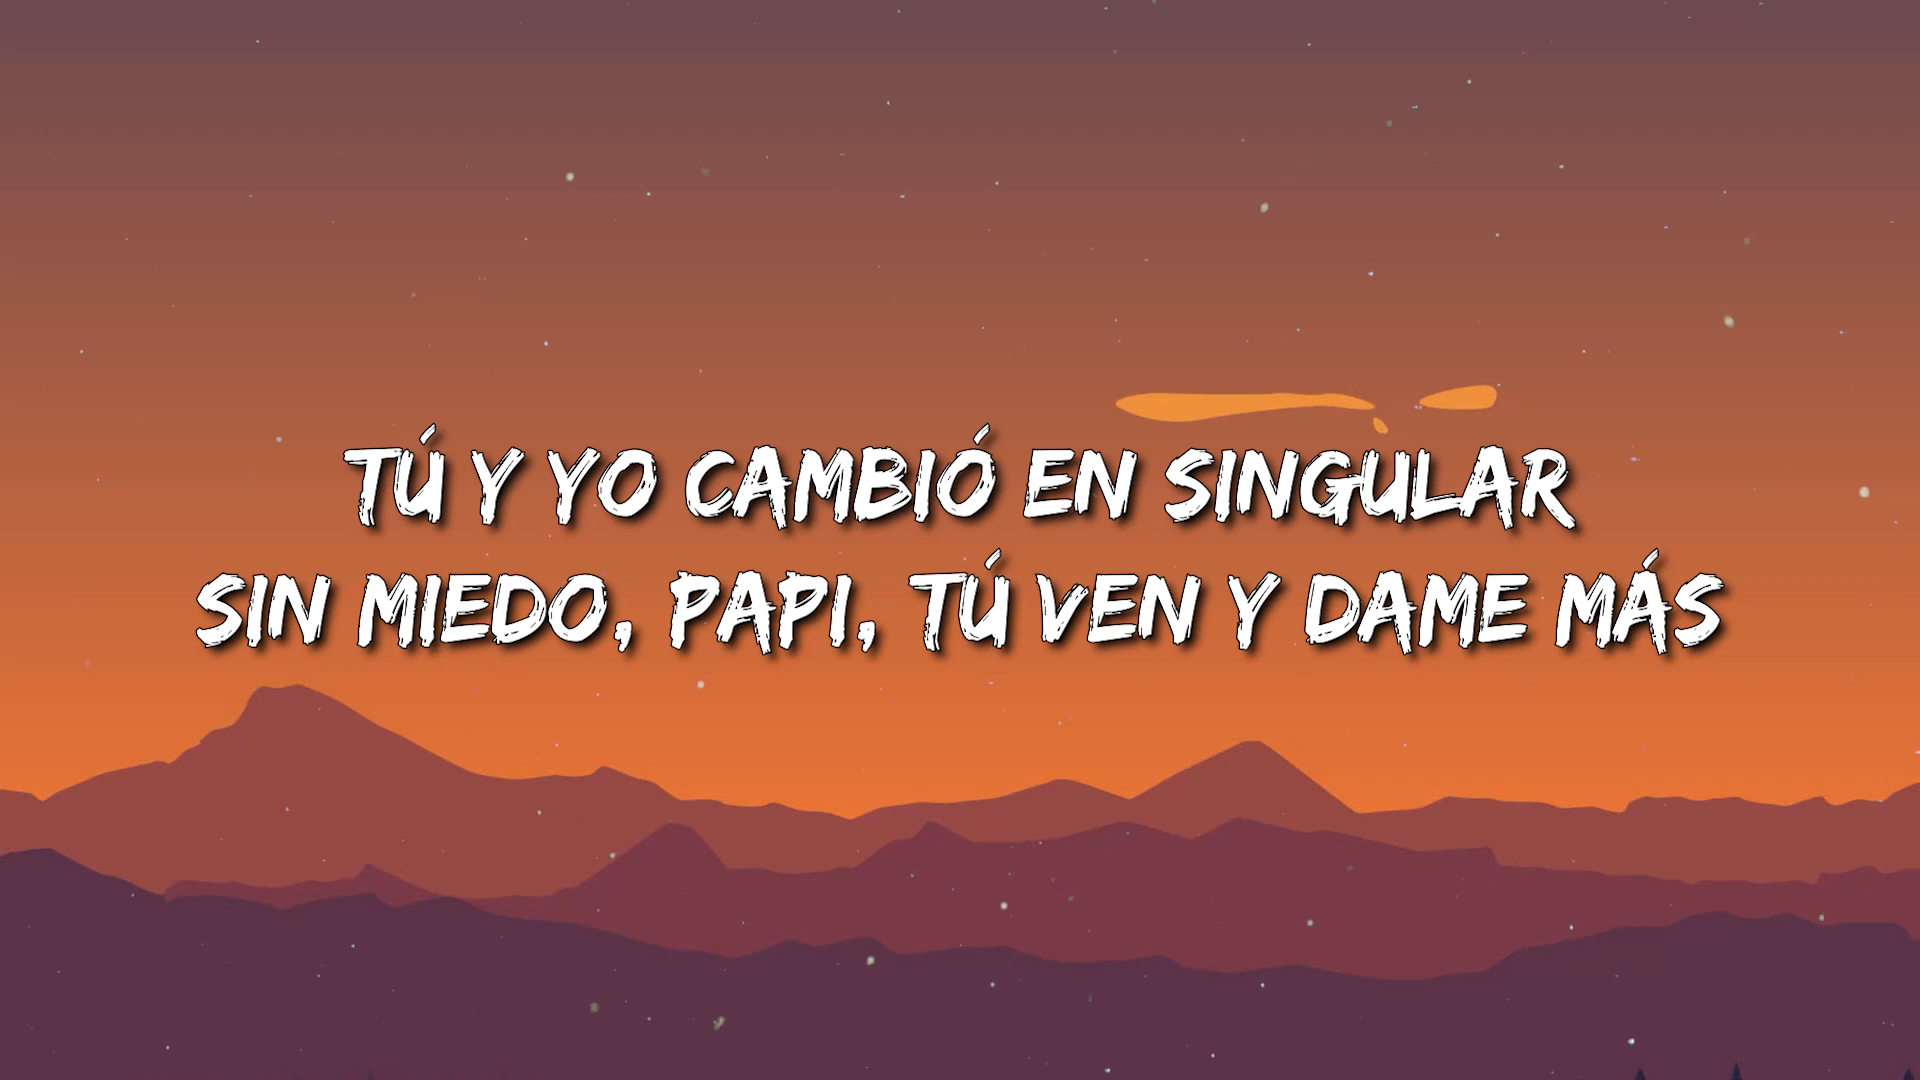 TÚ Y YO CAMBIÓ EN SINGULAR
SIN MIEDO, PAPI, TÚ VEN Y DAME MÁS